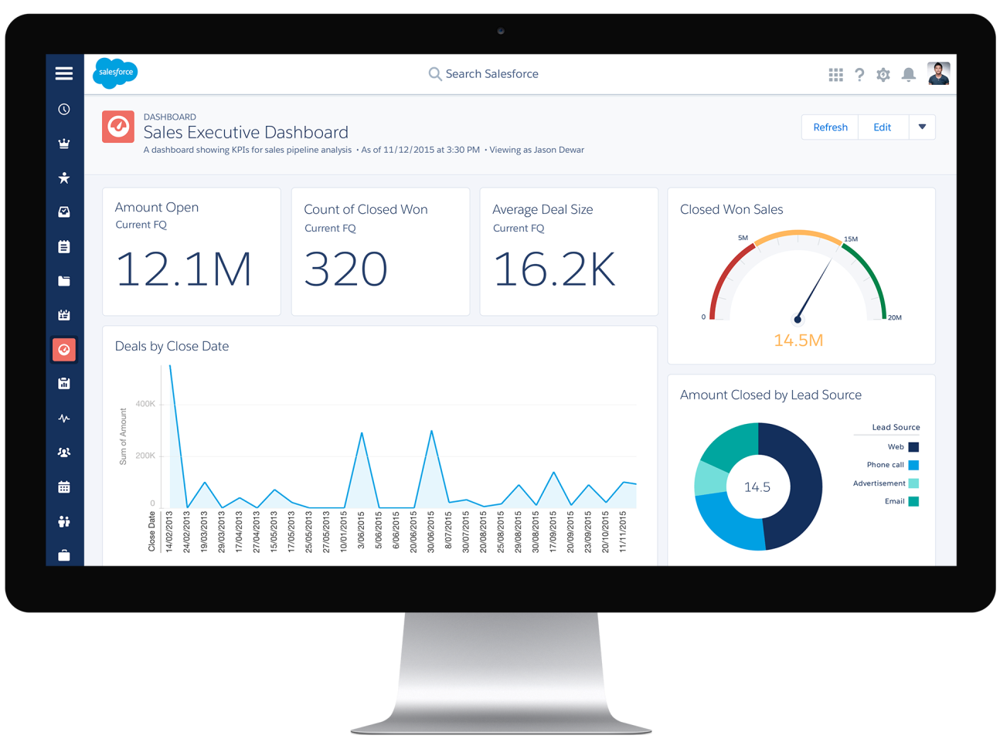 salesforce
Search Salesforce
DASHBOARD
Sales Executive Dashboard
A dashboard showing KPIs for sales pipeline analysis • As of 11/12/2015 at 3:30 PM • Viewing as Jason Dewar
Refresh
Edit
Amount Open
Current FQ
12.1M
Count of Closed Won
Current FQ
320
Average Deal Size
Current FQ
16.2K
Closed Won Sales
0
5M
15M
20M
14.5M
Deals by Close Date
Sum of Amount
400K
200K
0
Close Date
14/02/2013
24/02/2013
19/03/2013
29/03/2013
17/04/2013
27/04/2013
15/05/2013
17/05/2013
25/05/2013
27/05/2013
10/01/2015
3/06/2015
5/06/2015
6/06/2015
20/06/2015
30/06/2015
8/07/2015
30/07/2015
20/08/2015
25/08/2015
29/08/2015
30/08/2015
17/09/2015
20/09/2015
23/09/2015
20/10/2015
11/11/2015
Amount Closed by Lead Source
14.5
Lead Source
Web
Phone call
Advertisement
Email